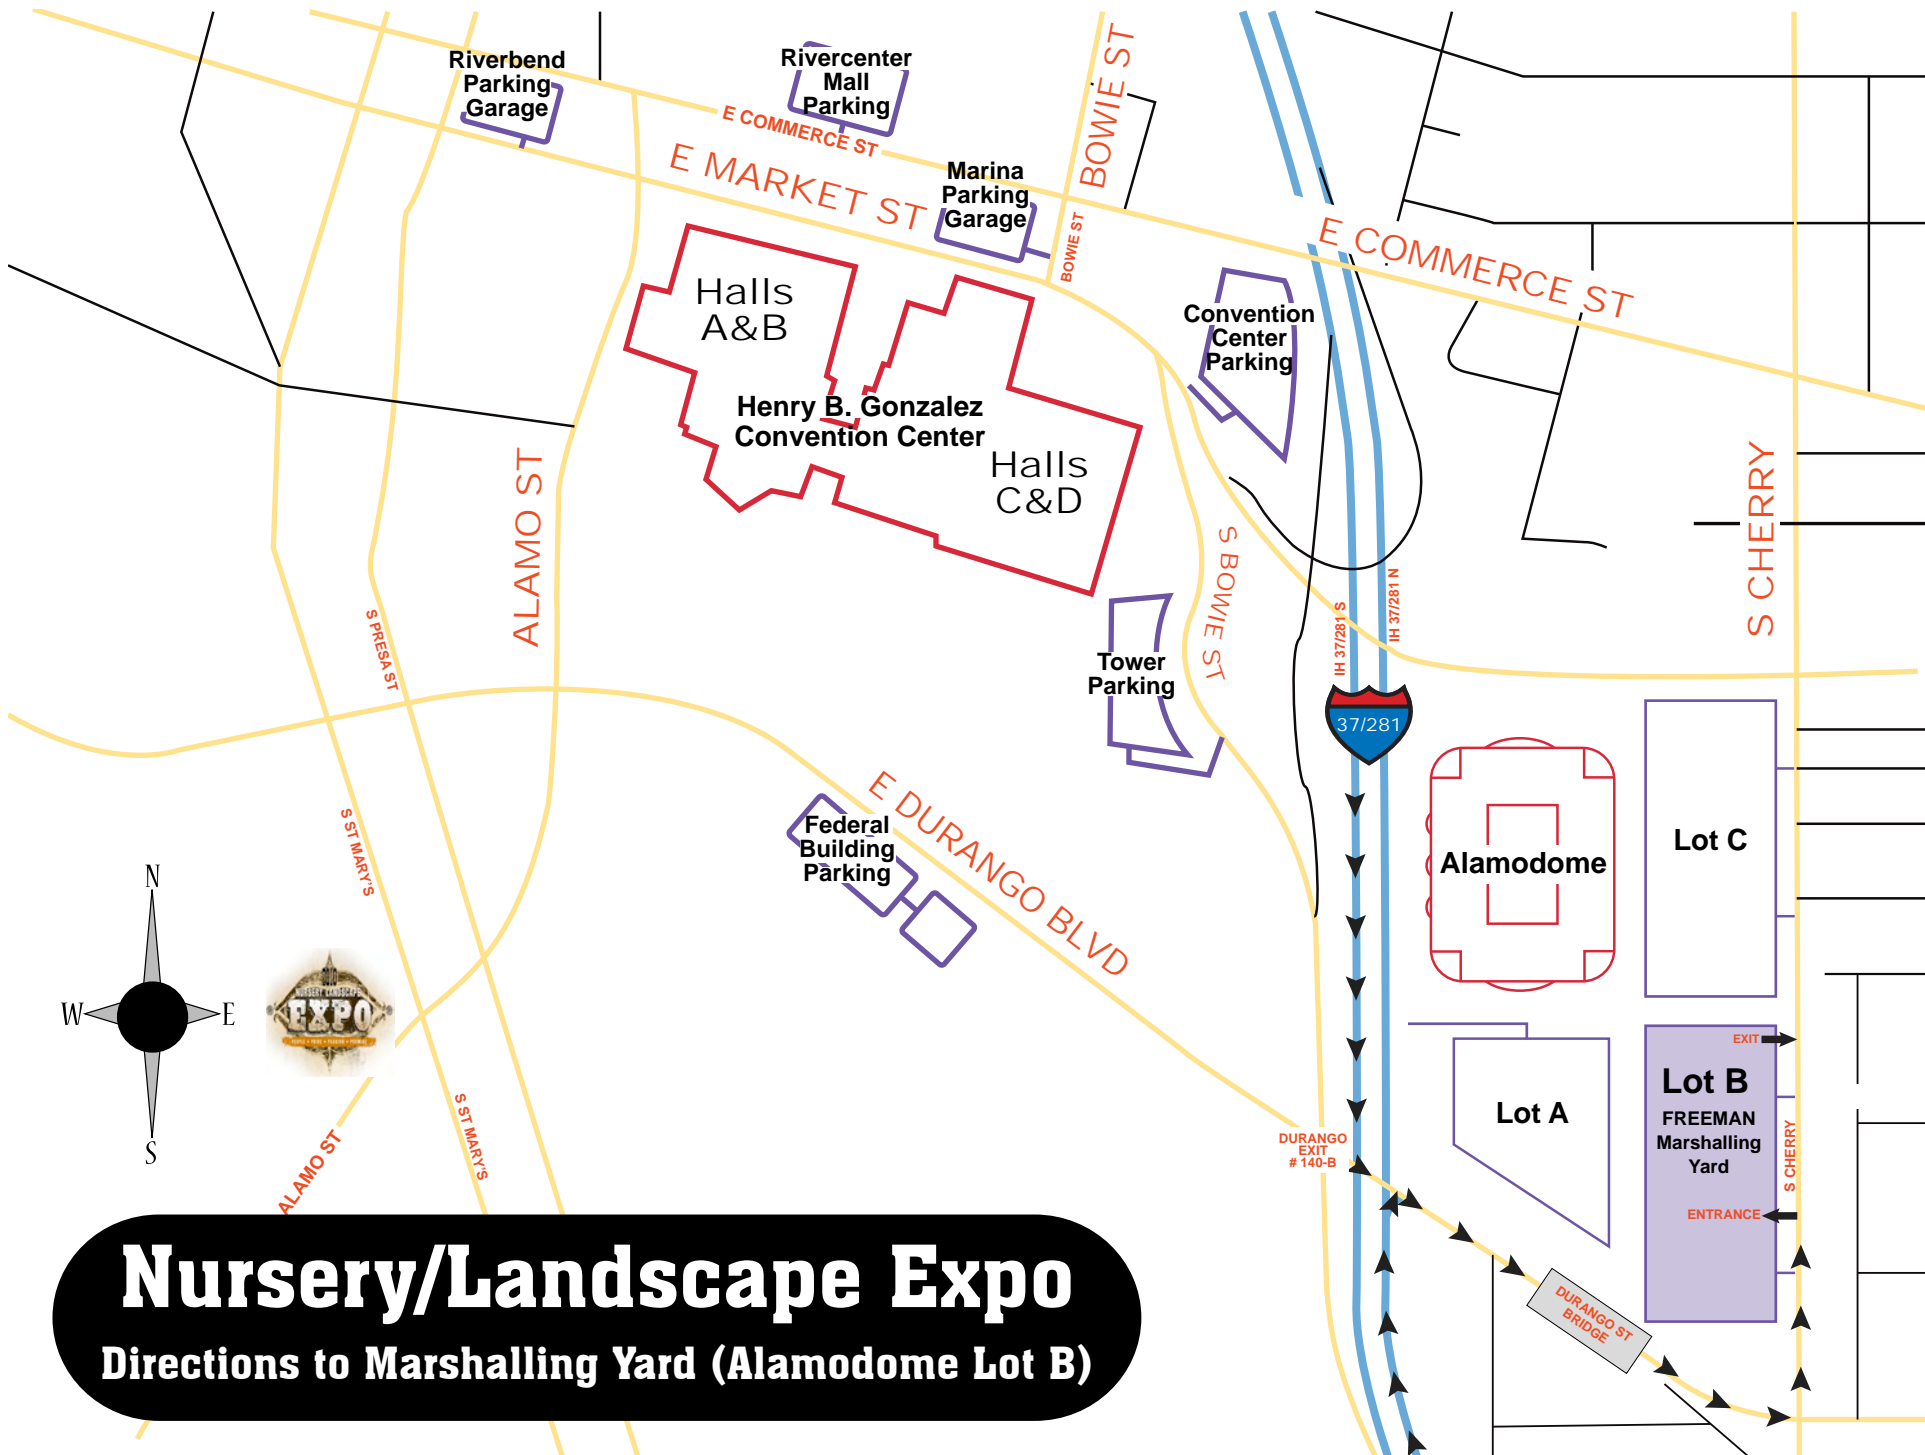 Riverbend
Parking
Garage
Rivercenter
Mall
Parking
E COMMERCE ST
E MARKET ST
BOWIE ST
Marina
Parking
Garage
BOWIE ST
E COMMERCE ST
Halls
A&B
Convention
Center
Parking
Henry B. Gonzalez
Convention Center
Halls
C&D
ALAMO ST
S PRESA ST
S BOWIE ST
IH 37/281 S
IH 37/281 N
S CHERRY
Tower
Parking
37/281
E DURANGO BLVD
Federal
Building
Parking
S ST MARY'S
Alamodome
Lot C
N
W
E
S
NURSERY LANDSCAPE
EXPO
ALAMO ST
S ST MARY'S
DURANGO
EXIT
# 140-B
Lot A
EXIT
Lot B
FREEMAN
Marshalling
Yard
S CHERRY
ENTRANCE
DURANGO ST
BRIDGE
Nursery/Landscape Expo
Directions to Marshalling Yard (Alamodome Lot B)